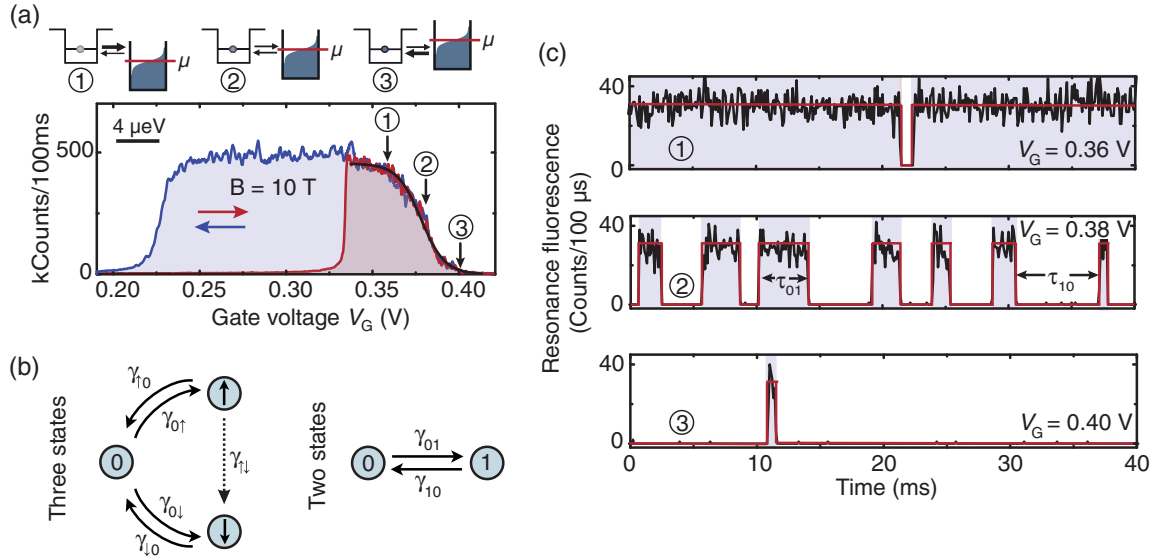 (a)
μ
μ
μ
1
2
3
kCounts/100ms
500
0
4 μeV
B = 10 T
1
2
3
0.20
0.25
0.30
0.35
0.40
Gate voltage V_G (V)
(b)
Three states
γ↑0
γ0↑
0
↑
γ↑↓
γ0↓
γ↓0
↓
Two states
0
γ01
γ10
1
(c)
Resonance fluorescence
(Counts/100 μs)
40
0
1
V_G = 0.36 V
40
0
2
τ01
τ10
V_G = 0.38 V
40
0
3
V_G = 0.40 V
0
10
20
30
40
Time (ms)